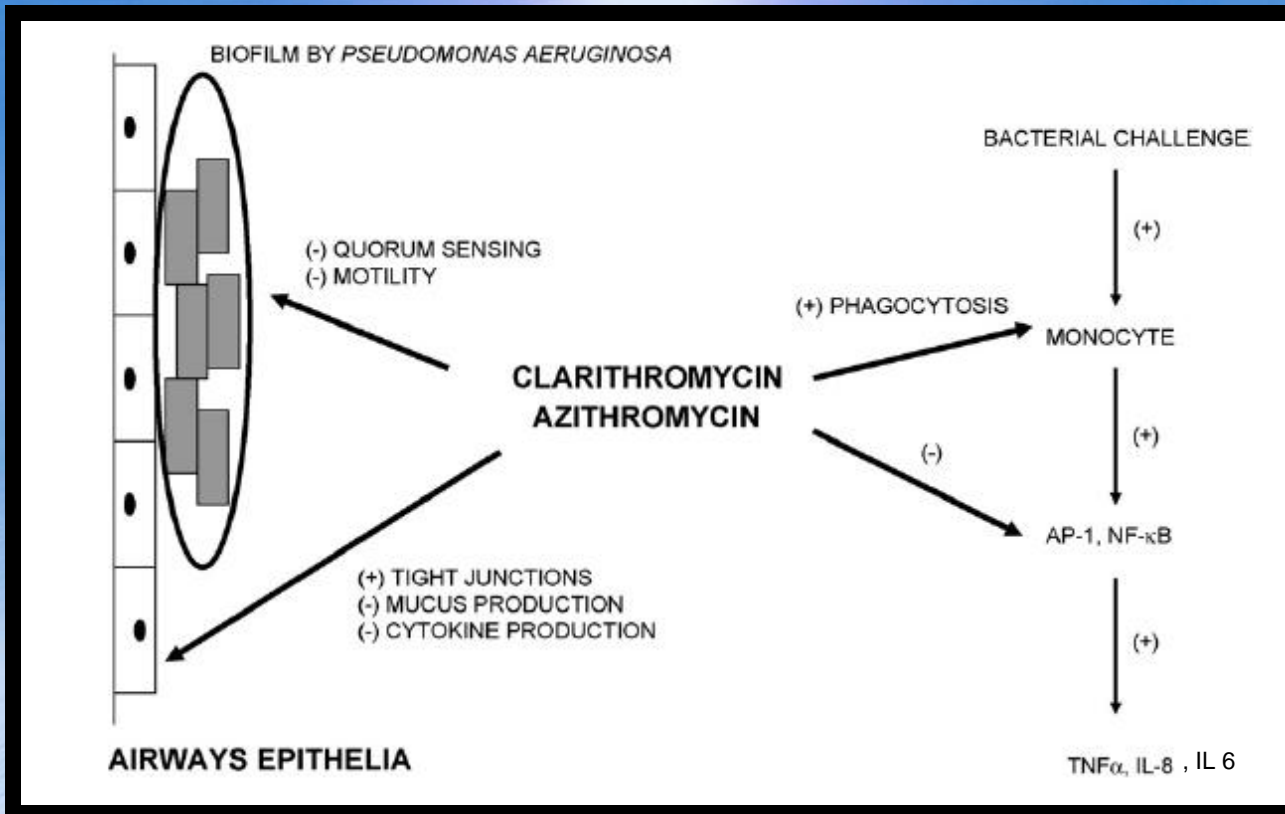 BIOFILM BY PSEUDOMONAS AERUGINOSA
BACTERIAL CHALLENGE
(+)
(-) QUORUM SENSING
(-) MOTILITY
(+) PHAGOCYTOSIS
MONOCYTE
CLARITHROMYCIN
AZITHROMYCIN
(-)
(+)
AP-1, NF-κB
(+) TIGHT JUNCTIONS
(-) MUCUS PRODUCTION
(-) CYTOKINE PRODUCTION
(+)
AIRWAYS EPITHELIA
TNFα, IL-8 , IL 6